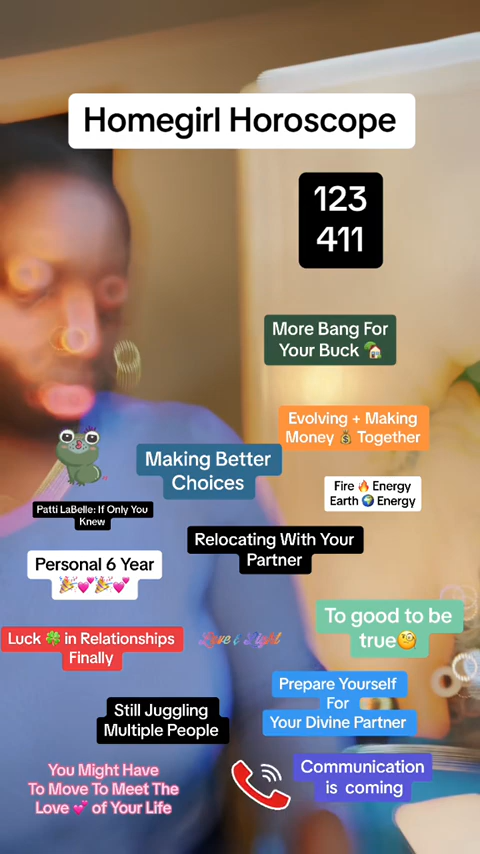 Homegirl Horoscope
123
411
More Bang For
Your Buck 🏡
Evolving + Making
Money 💰 Together
Making Better
Choices
Fire 🔥 Energy
Earth 🌍 Energy
Patti LaBelle: If Only You
Knew
Relocating With Your
Partner
Personal 6 Year
🎉💕🎉💕
To good to be
true🧐
Luck 🍀 in Relationships
Finally
Love & Light
Prepare Yourself
For
Your Divine Partner
Still Juggling
Multiple People
Communication
is coming
You Might Have
To Move To Meet The
Love 💕 of Your Life